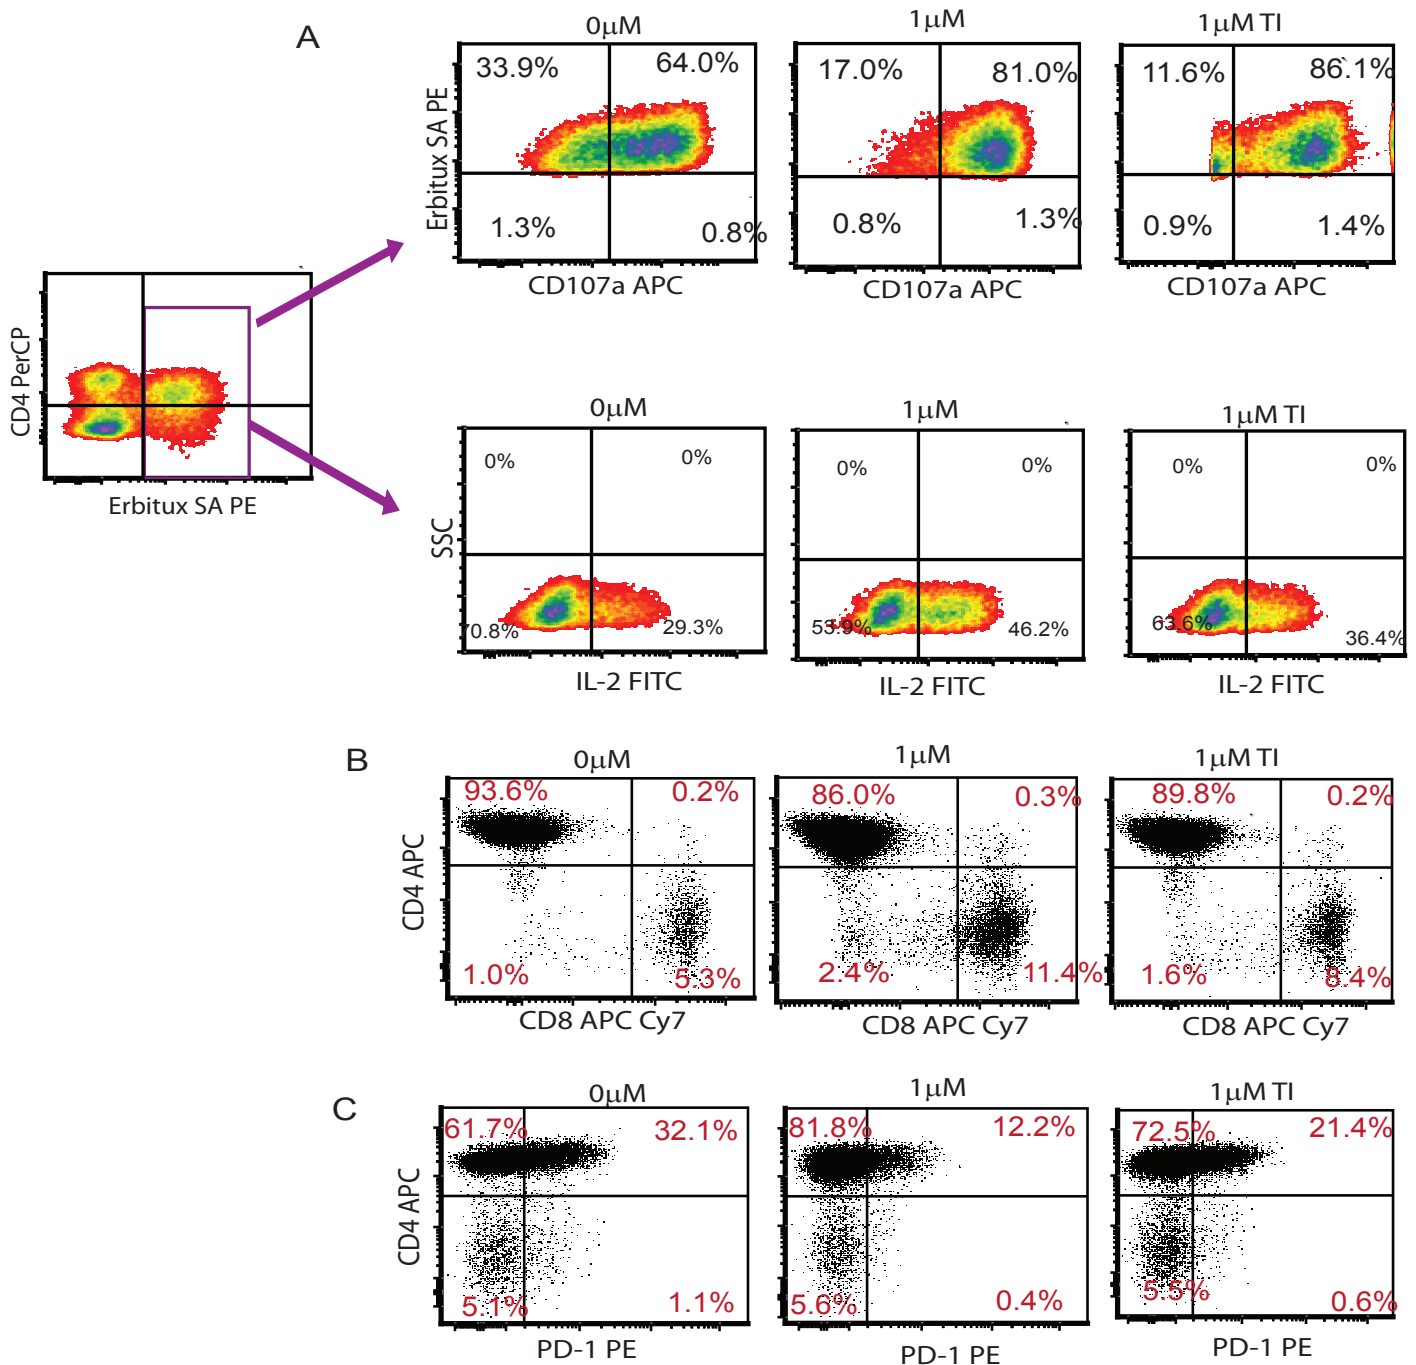 A
0μM
1μM
1μM TI
33.9%
64.0%
17.0%
81.0%
11.6%
86.1%
Erbitux SA PE
1.3%
0.8%
0.8%
1.3%
0.9%
1.4%
CD107a APC
CD107a APC
CD107a APC
CD4 PerCP
Erbitux SA PE
0μM
1μM
1μM TI
0%
0%
0%
0%
0%
0%
SSC
70.8%
29.3%
53.9%
46.2%
63.6%
36.4%
IL-2 FITC
IL-2 FITC
IL-2 FITC
B
0μM
1μM
1μM TI
93.6%
0.2%
86.0%
0.3%
89.8%
0.2%
CD4 APC
1.0%
5.3%
2.4%
11.4%
1.6%
8.4%
CD8 APC Cy7
CD8 APC Cy7
CD8 APC Cy7
C
0μM
1μM
1μM TI
61.7%
32.1%
81.8%
12.2%
72.5%
21.4%
CD4 APC
5.1%
1.1%
5.6%
0.4%
5.5%
0.6%
PD-1 PE
PD-1 PE
PD-1 PE